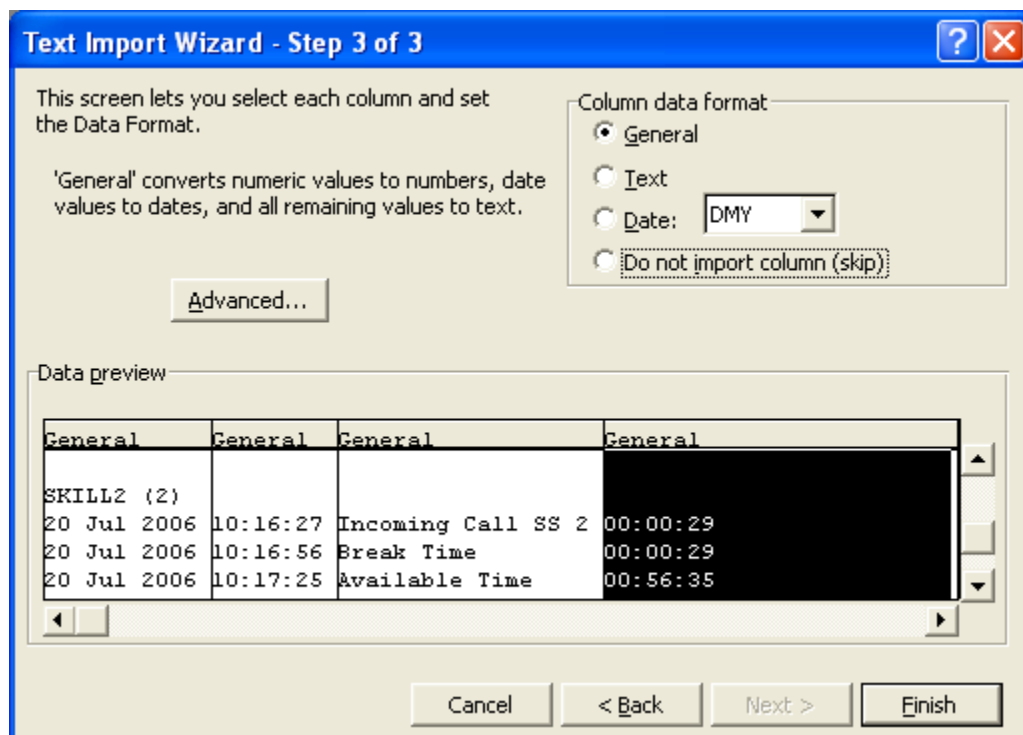 Text Import Wizard - Step 3 of 3
This screen lets you select each column and set
the Data Format.
'General' converts numeric values to numbers, date
values to dates, and all remaining values to text.
Advanced...
Column data format
General
Text
Date: DMY
Do not import column (skip)
Data preview
General General General General
SKILL2 (2)
20 Jul 2006 10:16:27 Incoming Call SS 2 00:00:29
20 Jul 2006 10:16:56 Break Time 00:00:29
20 Jul 2006 10:17:25 Available Time 00:56:35
Cancel < Back Next > Finish